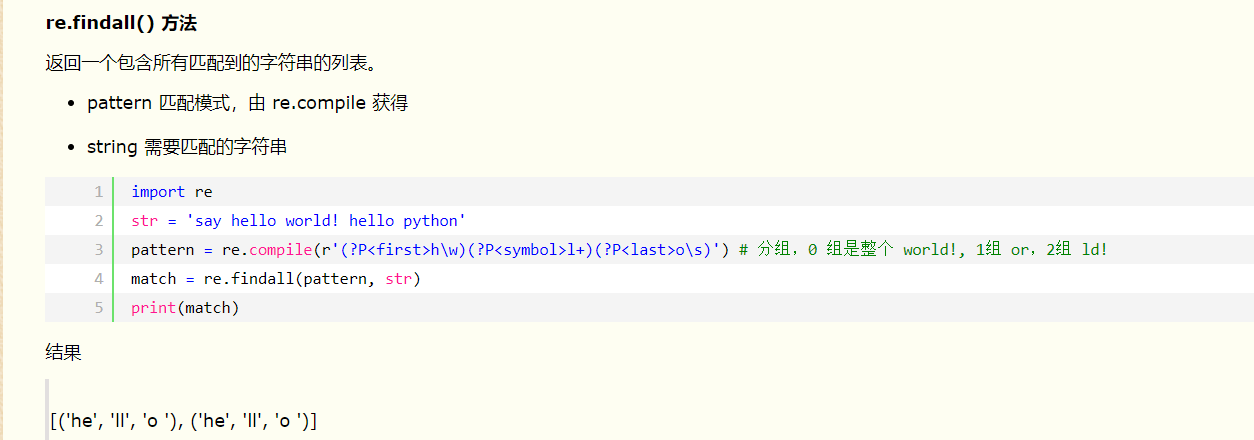 re.findall() 方法
返回一个包含所有匹配到的字符串的列表。
• pattern 匹配模式，由 re.compile 获得
• string 需要匹配的字符串
1 import re
2 str = 'say hello world! hello python'
3 pattern = re.compile(r'(?P<first>h\w)(?P<symbol>l+)(?P<last>o\s)') # 分组，0 组是整个 world!, 1组 or，2组 ld!
4 match = re.findall(pattern, str)
5 print(match)
结果
[('he', 'll', 'o '), ('he', 'll', 'o ')]